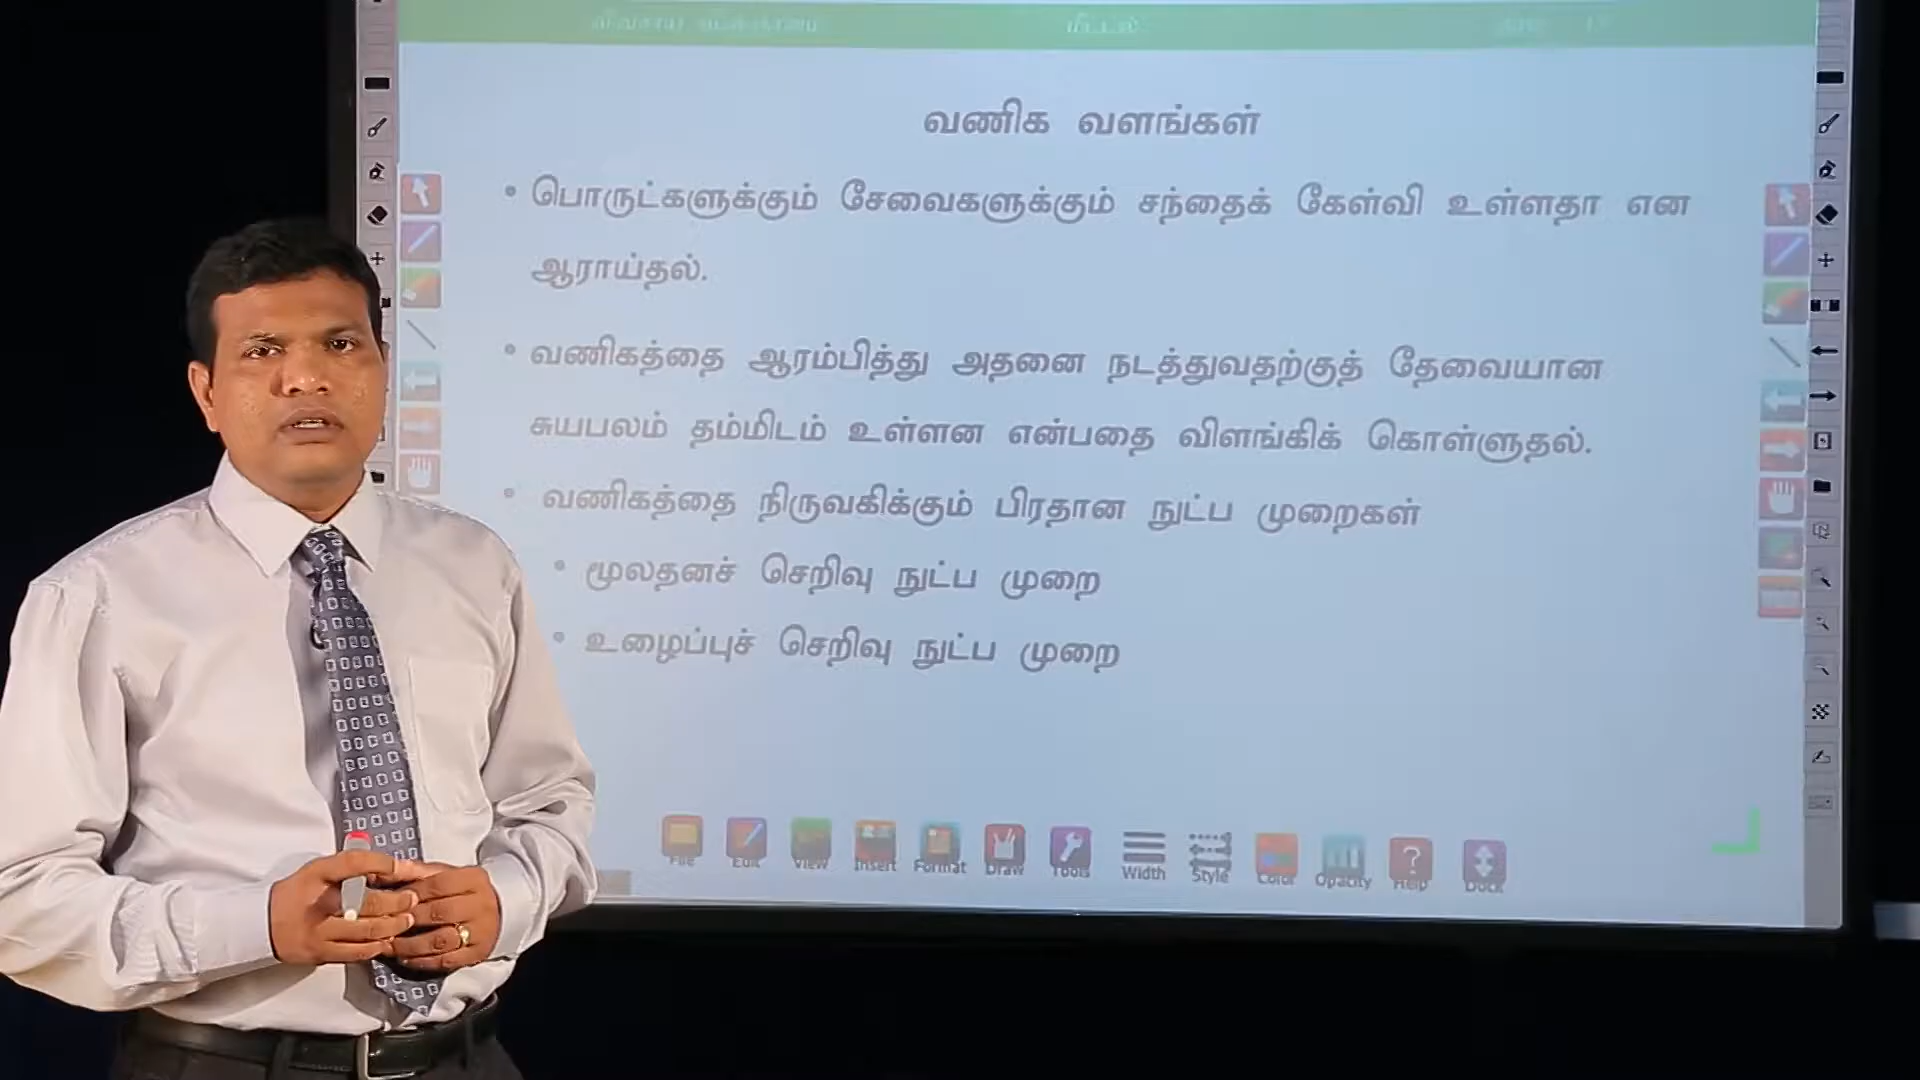 மீட்டல்
வணிக வளங்கள்
• பொருட்களுக்கும் சேவைகளுக்கும் சந்தைக் கேள்வி உள்ளதா என
ஆராய்தல்.
• வணிகத்தை ஆரம்பித்து அதனை நடத்துவதற்குத் தேவையான
சுயபலம் தம்மிடம் உள்ளன என்பதை விளங்கிக் கொள்ளுதல்.
• வணிகத்தை நிருவகிக்கும் பிரதான நுட்ப முறைகள்
• மூலதனச் செறிவு நுட்ப முறை
• உழைப்புச் செறிவு நுட்ப முறை
File Edit View Insert Format Draw Tools Width Style Color Opacity Help Dock